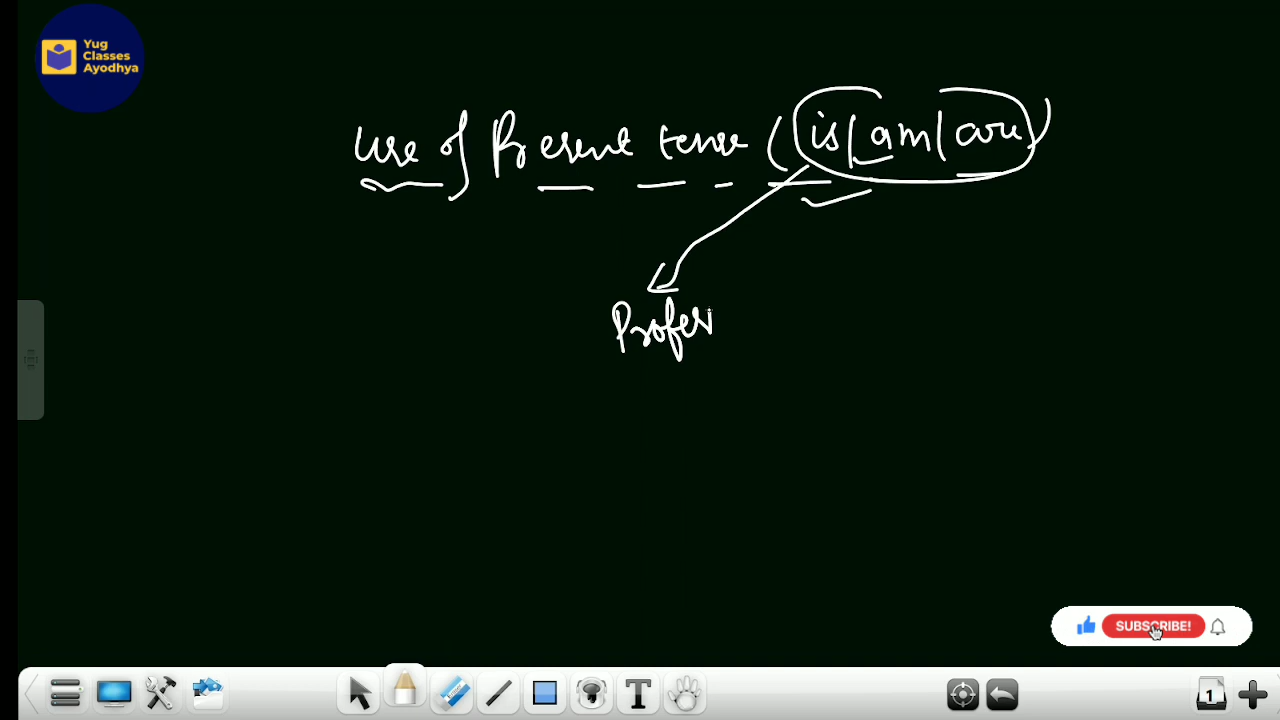 Yug
Classes
Ayodhya
Use of Present tense (is/am/are)
Profes
SUBSCRIBE!
T
1